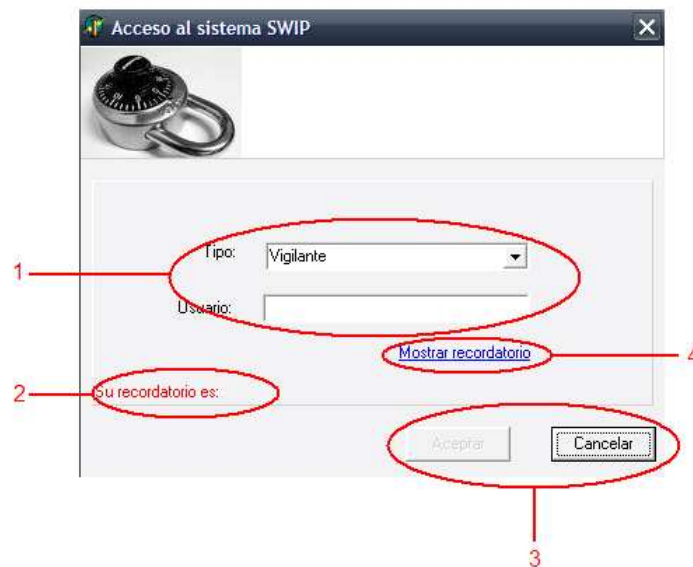 Acceso al sistema SWIP
Tipo: Vigilante
1
Usuario:
Mostrar recordatorio
4
2
Su recordatorio es:
Aceptar Cancelar
3